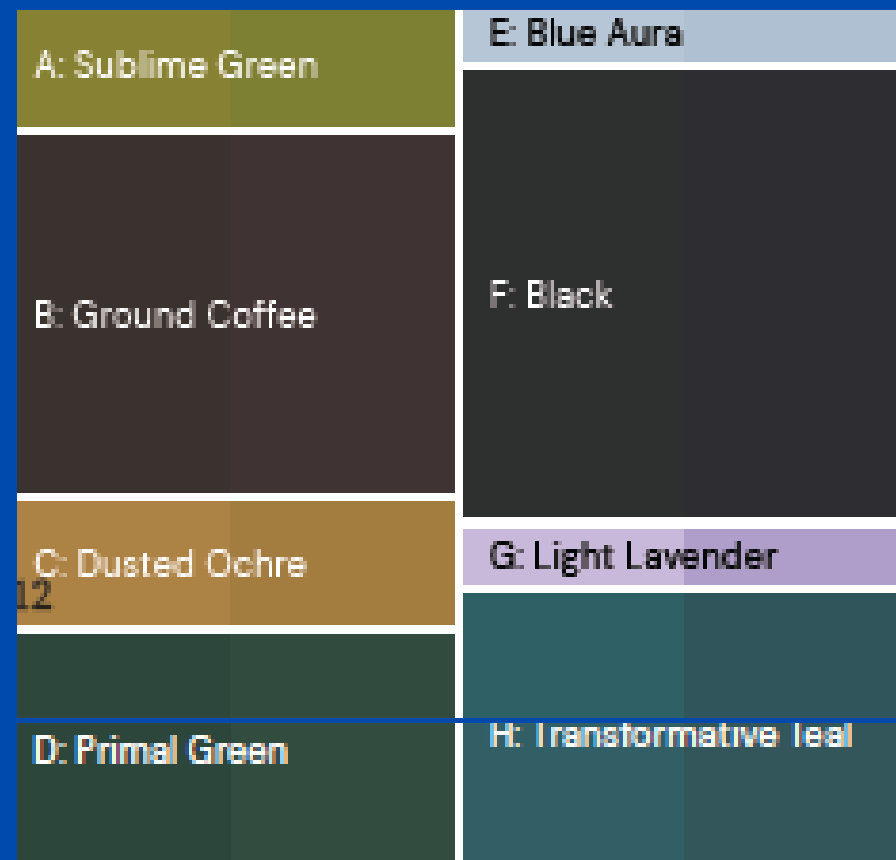 A: Sublime Green
B: Ground Coffee
C: Dusted Ochre
12
D: Primal Green
E: Blue Aura
F: Black
G: Light Lavender
H: Transformative Teal